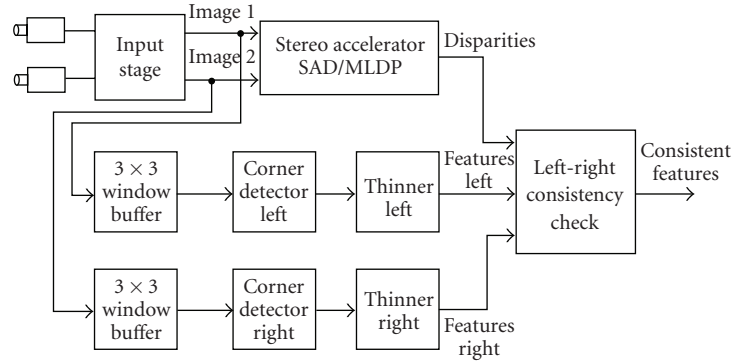 Input
stage
Image 1
Image 2
Stereo accelerator
SAD/MLDP
Disparities
3 × 3
window
buffer
Corner
detector
left
Thinner
left
Features
left
Left-right
consistency
check
Consistent
features
3 × 3
window
buffer
Corner
detector
right
Thinner
right
Features
right